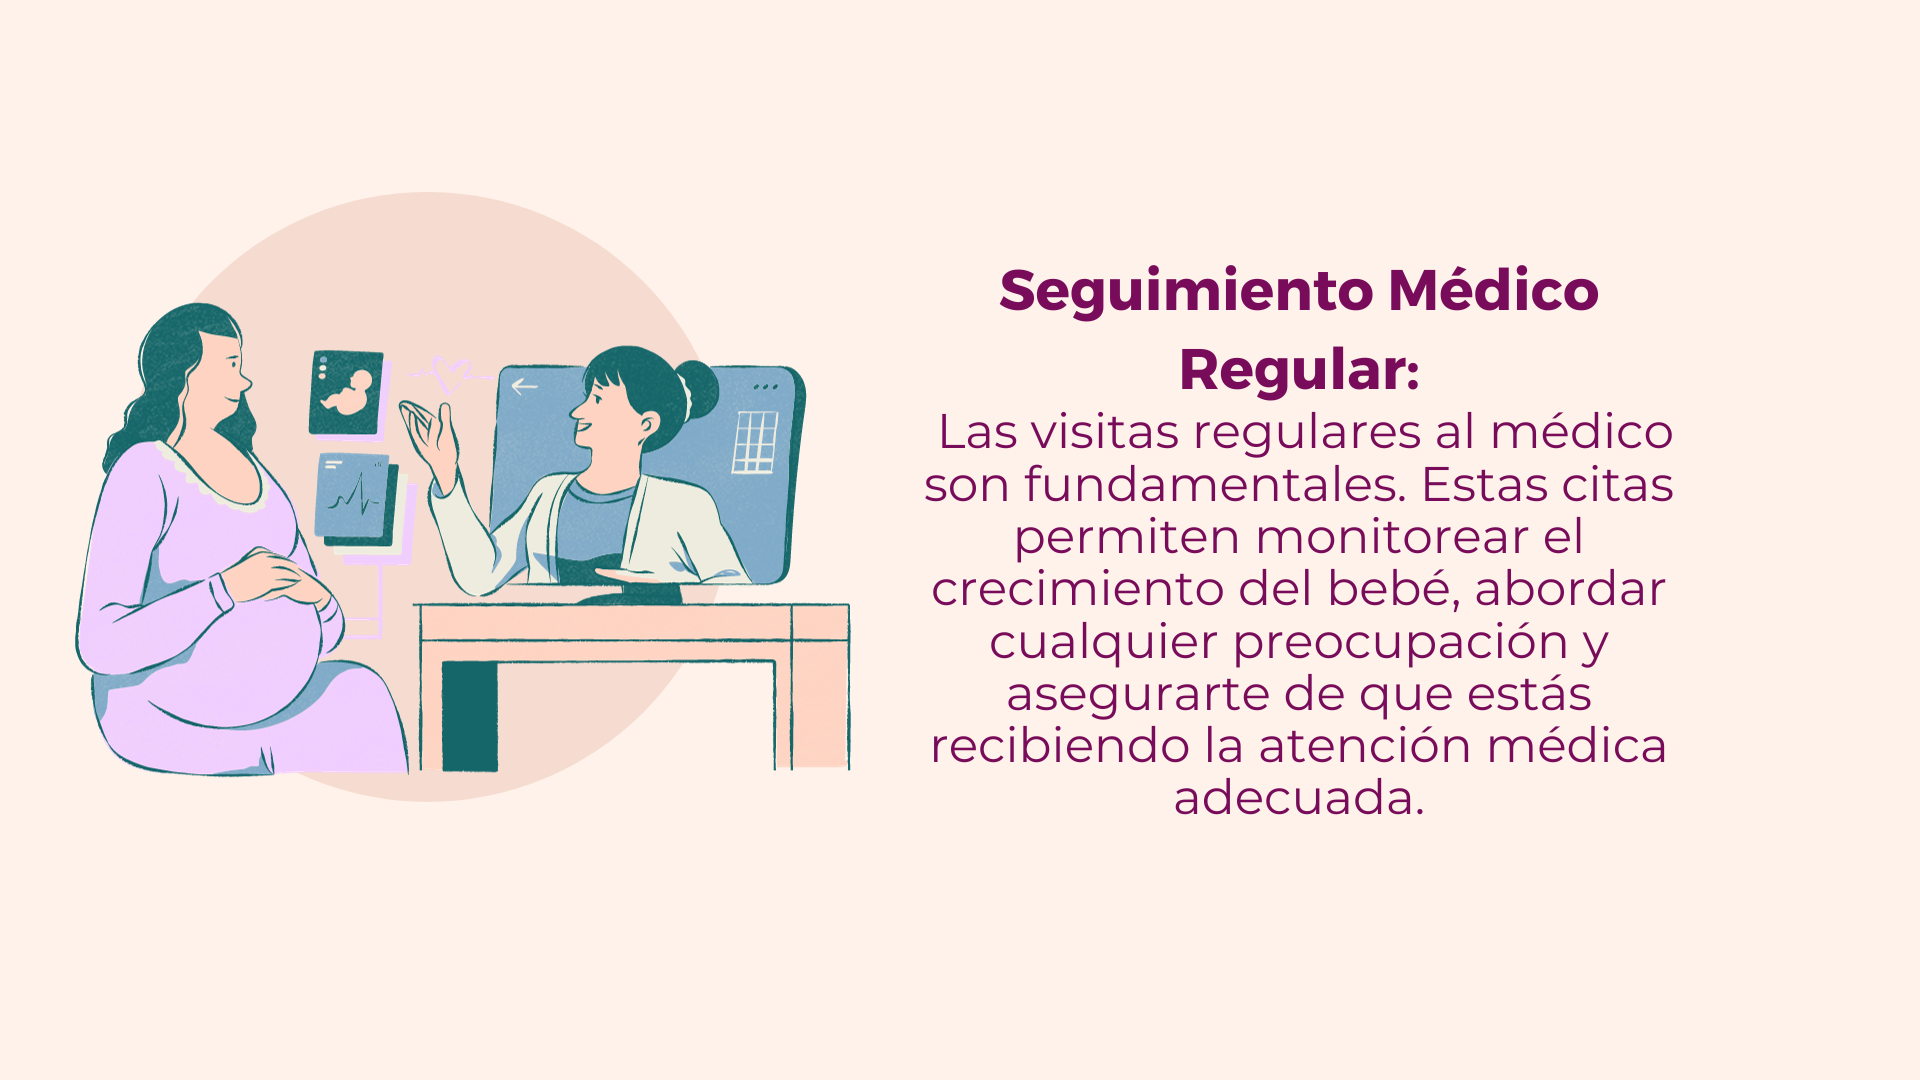 Seguimiento Médico
Regular:
Las visitas regulares al médico
son fundamentales. Estas citas
permiten monitorear el
crecimiento del bebé, abordar
cualquier preocupación y
asegurarte de que estás
recibiendo la atención médica
adecuada.